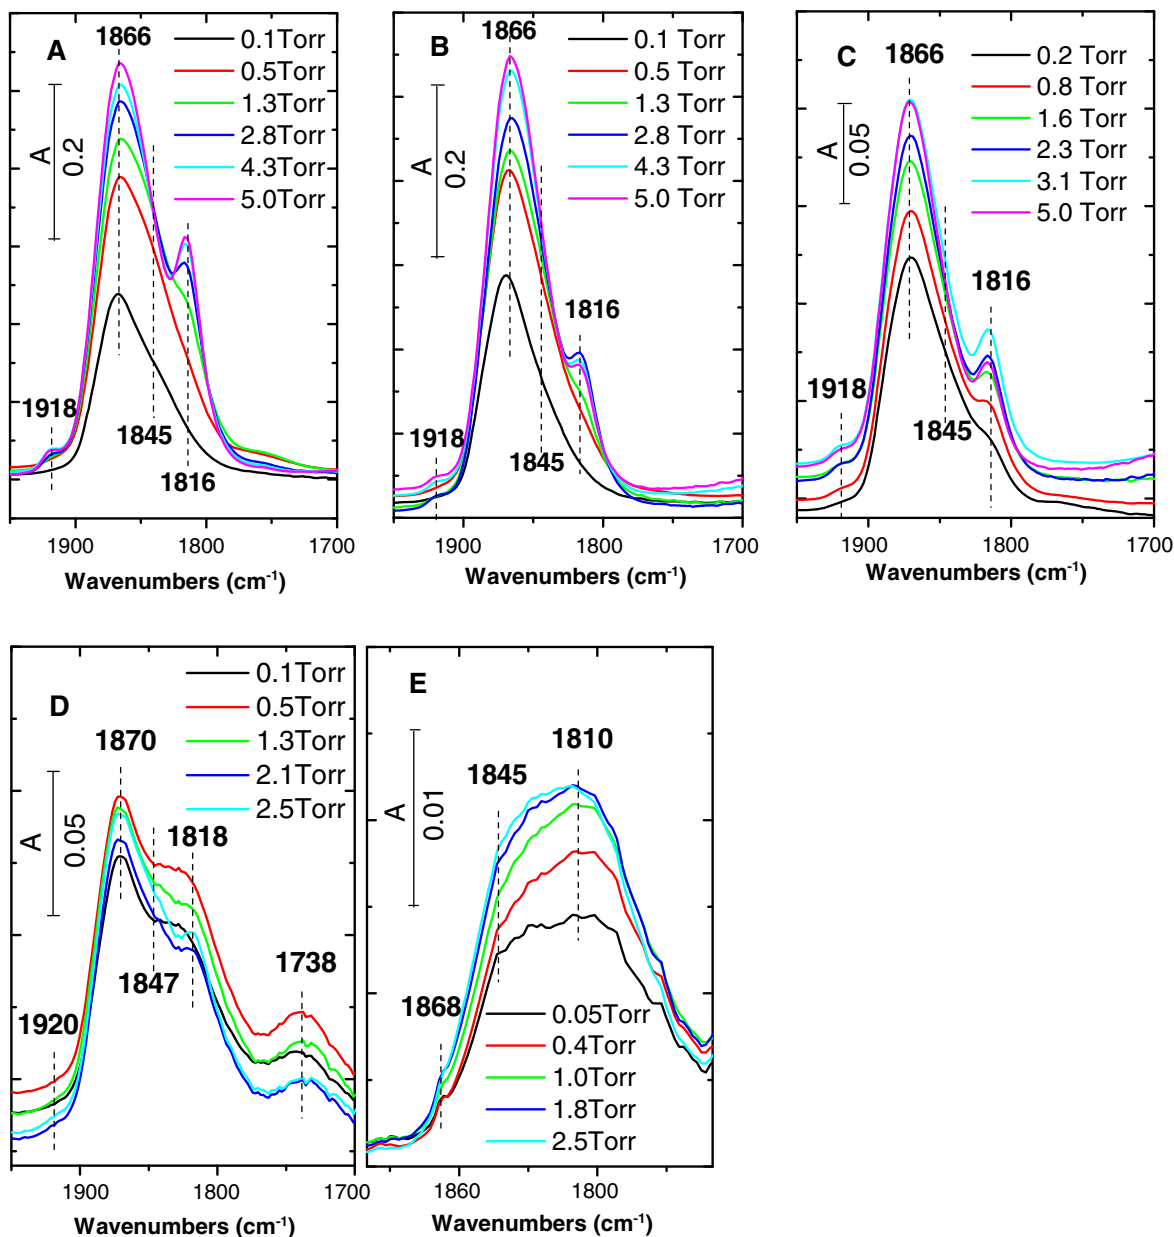 A
1866
0.1Torr
0.5Torr
1.3Torr
2.8Torr
4.3Torr
5.0Torr
A
0.2
1918
1845
1816
1900 1800 1700
Wavenumbers (cm-1)
B
1866
0.1 Torr
0.5 Torr
1.3 Torr
2.8 Torr
4.3 Torr
5.0 Torr
A
0.2
1816
1918
1845
1900 1800 1700
Wavenumbers (cm-1)
C
1866
0.2 Torr
0.8 Torr
1.6 Torr
2.3 Torr
3.1 Torr
5.0 Torr
A
0.05
1816
1918
1845
1900 1800 1700
Wavenumbers (cm-1)
D
1870
0.1Torr
0.5Torr
1.3Torr
2.1Torr
2.5Torr
A
0.05
1818
1847
1738
1920
1900 1800 1700
Wavenumbers (cm-1)
E
1810
1845
A
0.01
1868
0.05Torr
0.4Torr
1.0Torr
1.8Torr
2.5Torr
1860 1800
Wavenumbers (cm-1)